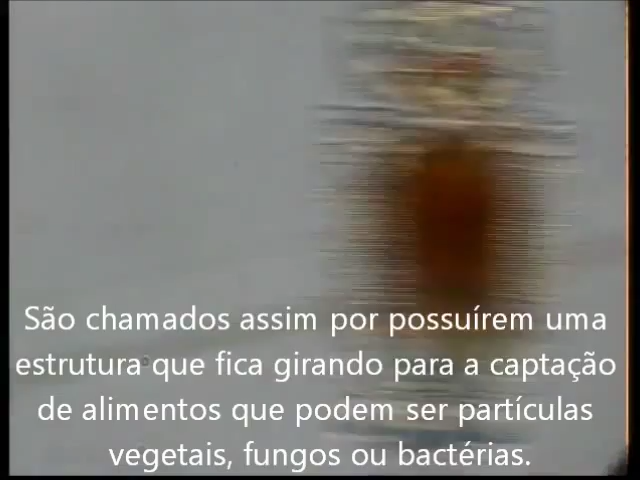 São chamados assim por possuírem uma
estrutura que fica girando para a captação
de alimentos que podem ser partículas
vegetais, fungos ou bactérias.